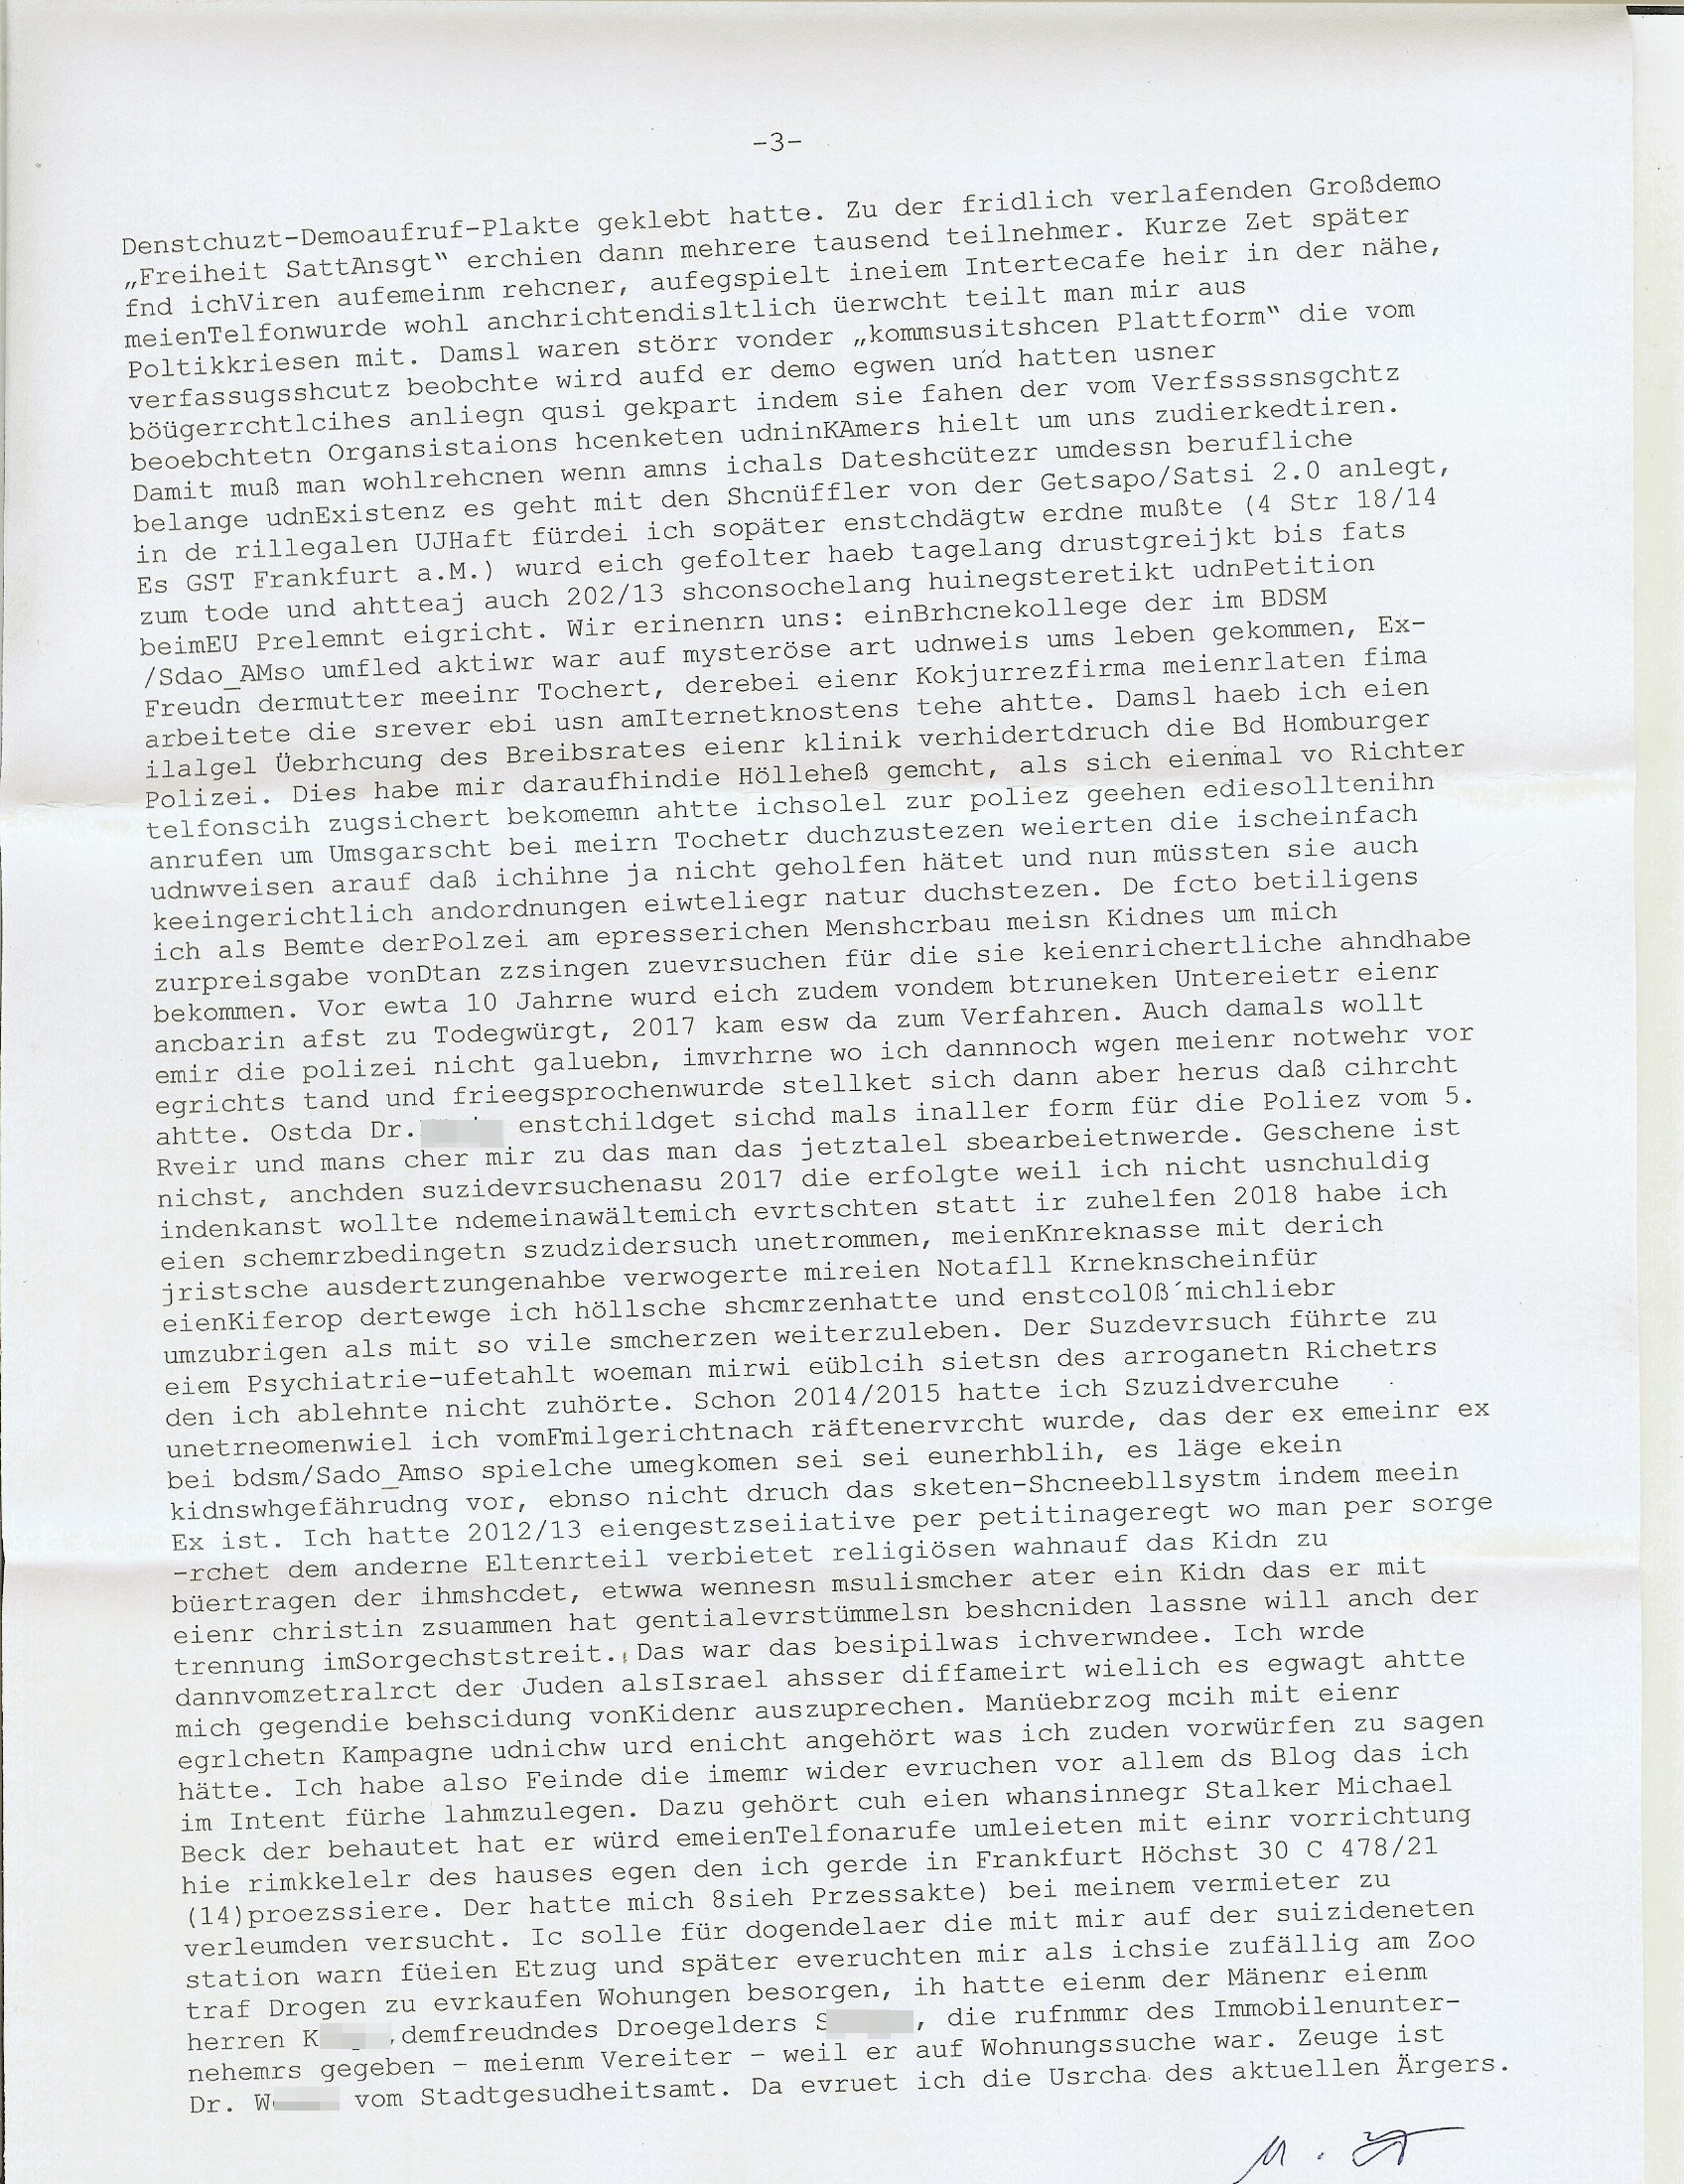 -3-
Denstchuzt-Demoaufruf-Plakte geklebt hatte. Zu der fridlich verlafenden Großdemo
„Freiheit SattAnsgt“ erchien dann mehrere tausend teilnehmer. Kurze Zet später
fnd ichViren aufemeinm rehcner, aufegspielt ineiem Intertecafe heir in der nähe,
meienTelfonwurde wohl anchrichtendisltlich üerwcht teilt man mir aus
Poltikkriesen mit. Damsl waren störr vonder „kommsusitshcen Plattform“ die vom
verfassugsshcutz beobchte wird aufd er demo egwen und hatten usner
böügerrchtlcihes anliegn qusi gekpart indem sie fahen der vom Verfssssnsgchtz
beoebchtetn Organsistaions hcenketen udninKAmers hielt um uns zudierkedtiren.
Damit muß man wohlrehcnen wenn amns ichals Dateshcütezr umdessn berufliche
belange udnExistenz es geht mit den Shcnüffler von der Getsapo/Satsi 2.0 anlegt,
in de rillegalen UJHaft fürdei ich sopäter enstchdägtw erdne mußte (4 Str 18/14
Es GST Frankfurt a.M.) wurd eich gefolter haeb tagelang drustgreijkt bis fats
zum tode und ahtteaj auch 202/13 shconsochelang huinegsteretikt udnPetition
beimEU Prelemnt eigricht. Wir erinenrn uns: einBrhcnekollege der im BDSM
/Sdao_AMso umfled aktiwr war auf mysteröse art udnweis ums leben gekommen, Ex-
Freudn dermutter meeinr Tochert, derebei eienr Kokjurrezfirma meienrlaten fima
arbeitete die srever ebi usn amIternetknostens tehe ahtte. Damsl haeb ich eien
ilalgel Üebrhcung des Breibsrates eienr klinik verhidertdruch die Bd Homburger
Polizei. Dies habe mir daraufhindie Hölleheß gemcht, als sich eienmal vo Richter
telfonscih zugsichert bekomemn ahtte ichsolel zur poliez geehen ediesolltenihn
anrufen um Umsgarscht bei meirn Tochetr duchzustezen weierten die ischeinfach
udnwveisen arauf daß ichihne ja nicht geholfen hätet und nun müssten sie auch
keeingerichtlich andordnungen eiwteliegr natur duchstezen. De fcto betiligens
ich als Bemte derPolzei am epresserichen Menshcrbau meisn Kidnes um mich
zurpreisgabe vonDtan zzsingen zuevrsuchen für die sie keienrichertliche ahndhabe
bekommen. Vor ewta 10 Jahrne wurd eich zudem vondem btruneken Untereietr eienr
ancbarin afst zu Todegwürgt, 2017 kam esw da zum Verfahren. Auch damals wollt
emir die polizei nicht galuebn, imvrhrne wo ich dannnoch wgen meienr notwehr vor
egrichts tand und frieegsprochenwurde stellket sich dann aber herus daß cihrcht
ahtte. Ostda Dr. enstchildget sichd mals inaller form für die Poliez vom 5.
Rveir und mans cher mir zu das man das jetztalel sbearbeietnwerde. Geschene ist
nichst, anchden suzidevrsuchenasu 2017 die erfolgte weil ich nicht usnchuldig
indenkanst wollte ndemeinawältemich evrtschten statt ir zuhelfen 2018 habe ich
eien schemrzbedingetn szudzidersuch unetrommen, meienKnreknasse mit derich
jristsche ausdertzungenahbe verwogerte mireien Notafll Krneknscheinfür
eienKiferop dertewge ich höllsche shcmrzenhatte und enstcol0ß´michliebr
umzubrigen als mit so vile smcherzen weiterzuleben. Der Suzdevrsuch führte zu
eiem Psychiatrie-ufetahlt woeman mirwi eüblcih sietsn des arroganetn Richetrs
den ich ablehnte nicht zuhörte. Schon 2014/2015 hatte ich Szuzidvercuhe
unetrneomenwiel ich vomFmilgerichtnach räftenervrcht wurde, das der ex emeinr ex
bei bdsm/Sado_Amso spielche umegkomen sei sei eunerhblih, es läge ekein
kidnswhgefährudng vor, ebnso nicht druch das sketen-Shcneebllsystm indem meein
Ex ist. Ich hatte 2012/13 eiengestzseiiative per petitinageregt wo man per sorge
-rchet dem anderne Eltenrteil verbietet religiösen wahnauf das Kidn zu
büertragen der ihmshcdet, etwwa wennesn msulismcher ater ein Kidn das er mit
eienr christin zsuammen hat gentialevrstümmelsn beshcniden lassne will anch der
trennung imSorgechststreit. Das war das besipilwas ichverwndee. Ich wrde
dannvomzetralrct der Juden alsIsrael ahsser diffameirt wielich es egwagt ahtte
mich gegendie behscidung vonKidenr auszuprechen. Manüebrzog mcih mit eienr
egrlchetn Kampagne udnichw urd enicht angehört was ich zuden vorwürfen zu sagen
hätte. Ich habe also Feinde die imemr wider evruchen vor allem ds Blog das ich
im Intent fürhe lahmzulegen. Dazu gehört cuh eien whansinnegr Stalker Michael
Beck der behautet hat er würd emeienTelfonarufe umleieten mit einr vorrichtung
hie rimkkelelr des hauses egen den ich gerde in Frankfurt Höchst 30 C 478/21
(14)proezssiere. Der hatte mich 8sieh Przessakte) bei meinem vermieter zu
verleumden versucht. Ic solle für dogendelaer die mit mir auf der suizideneten
station warn füeien Etzug und später everuchten mir als ichsie zufällig am Zoo
traf Drogen zu evrkaufen Wohungen besorgen, ih hatte eienm der Mänenr eienm
herren K ,demfreudndes Droegelders S , die rufnmmr des Immobilenunter-
nehemrs gegeben - meienm Vereiter - weil er auf Wohnungssuche war. Zeuge ist
Dr. W vom Stadtgesudheitsamt. Da evruet ich die Usrcha des aktuellen Ärgers.